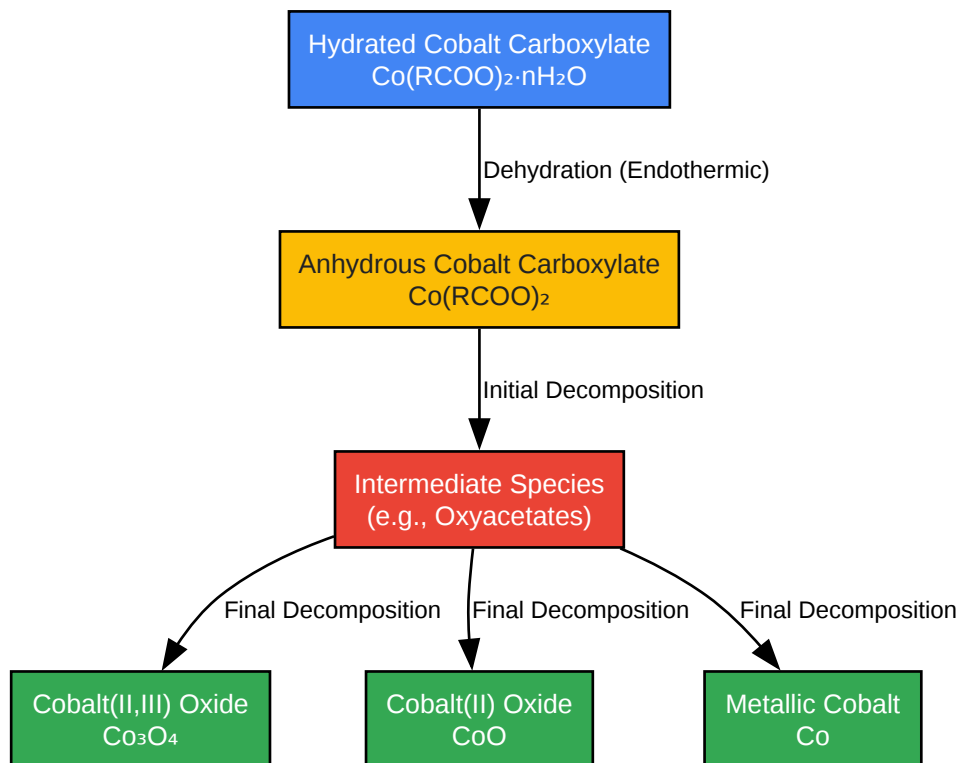 Hydrated Cobalt Carboxylate
Co(RCOO)₂·nH₂O
Dehydration (Endothermic)
Anhydrous Cobalt Carboxylate
Co(RCOO)₂
Initial Decomposition
Intermediate Species
(e.g., Oxyacetates)
Final Decomposition
Final Decomposition
Final Decomposition
Cobalt(II,III) Oxide
Co₃O₄
Cobalt(II) Oxide
CoO
Metallic Cobalt
Co